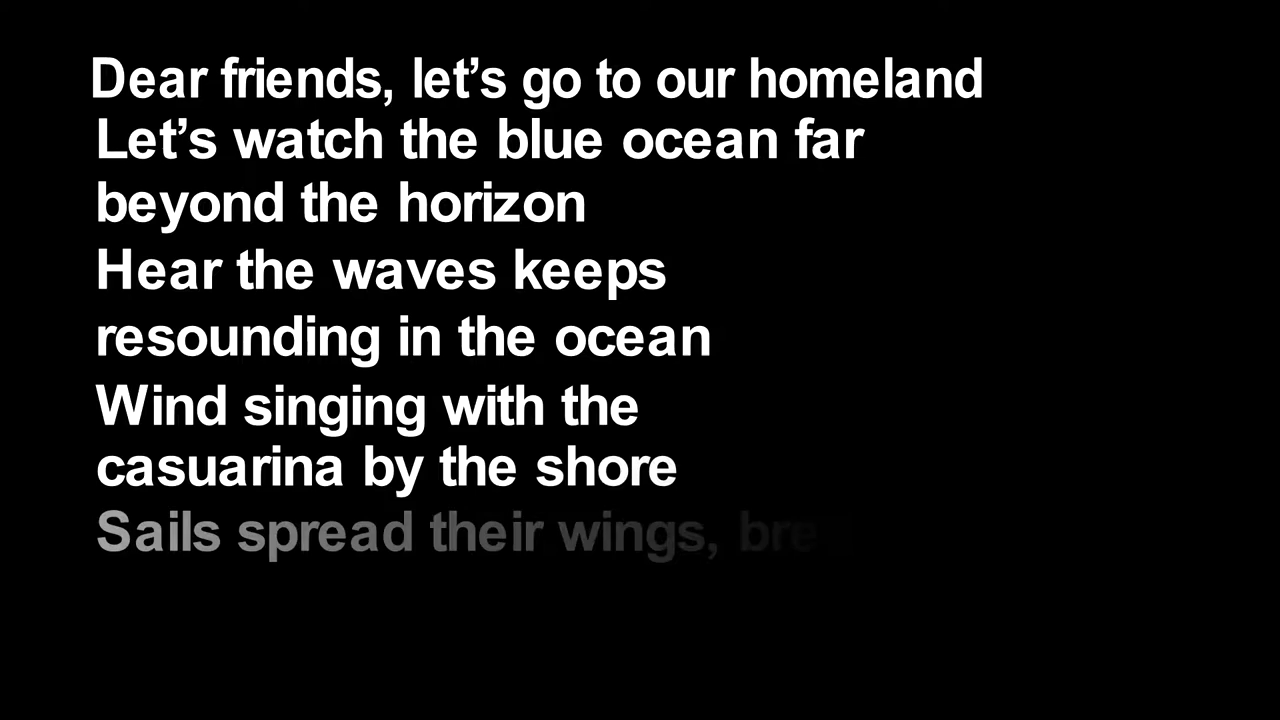 Dear friends, let’s go to our homeland
Let’s watch the blue ocean far
beyond the horizon
Hear the waves keeps
resounding in the ocean
Wind singing with the
casuarina by the shore
Sails spread their wings,